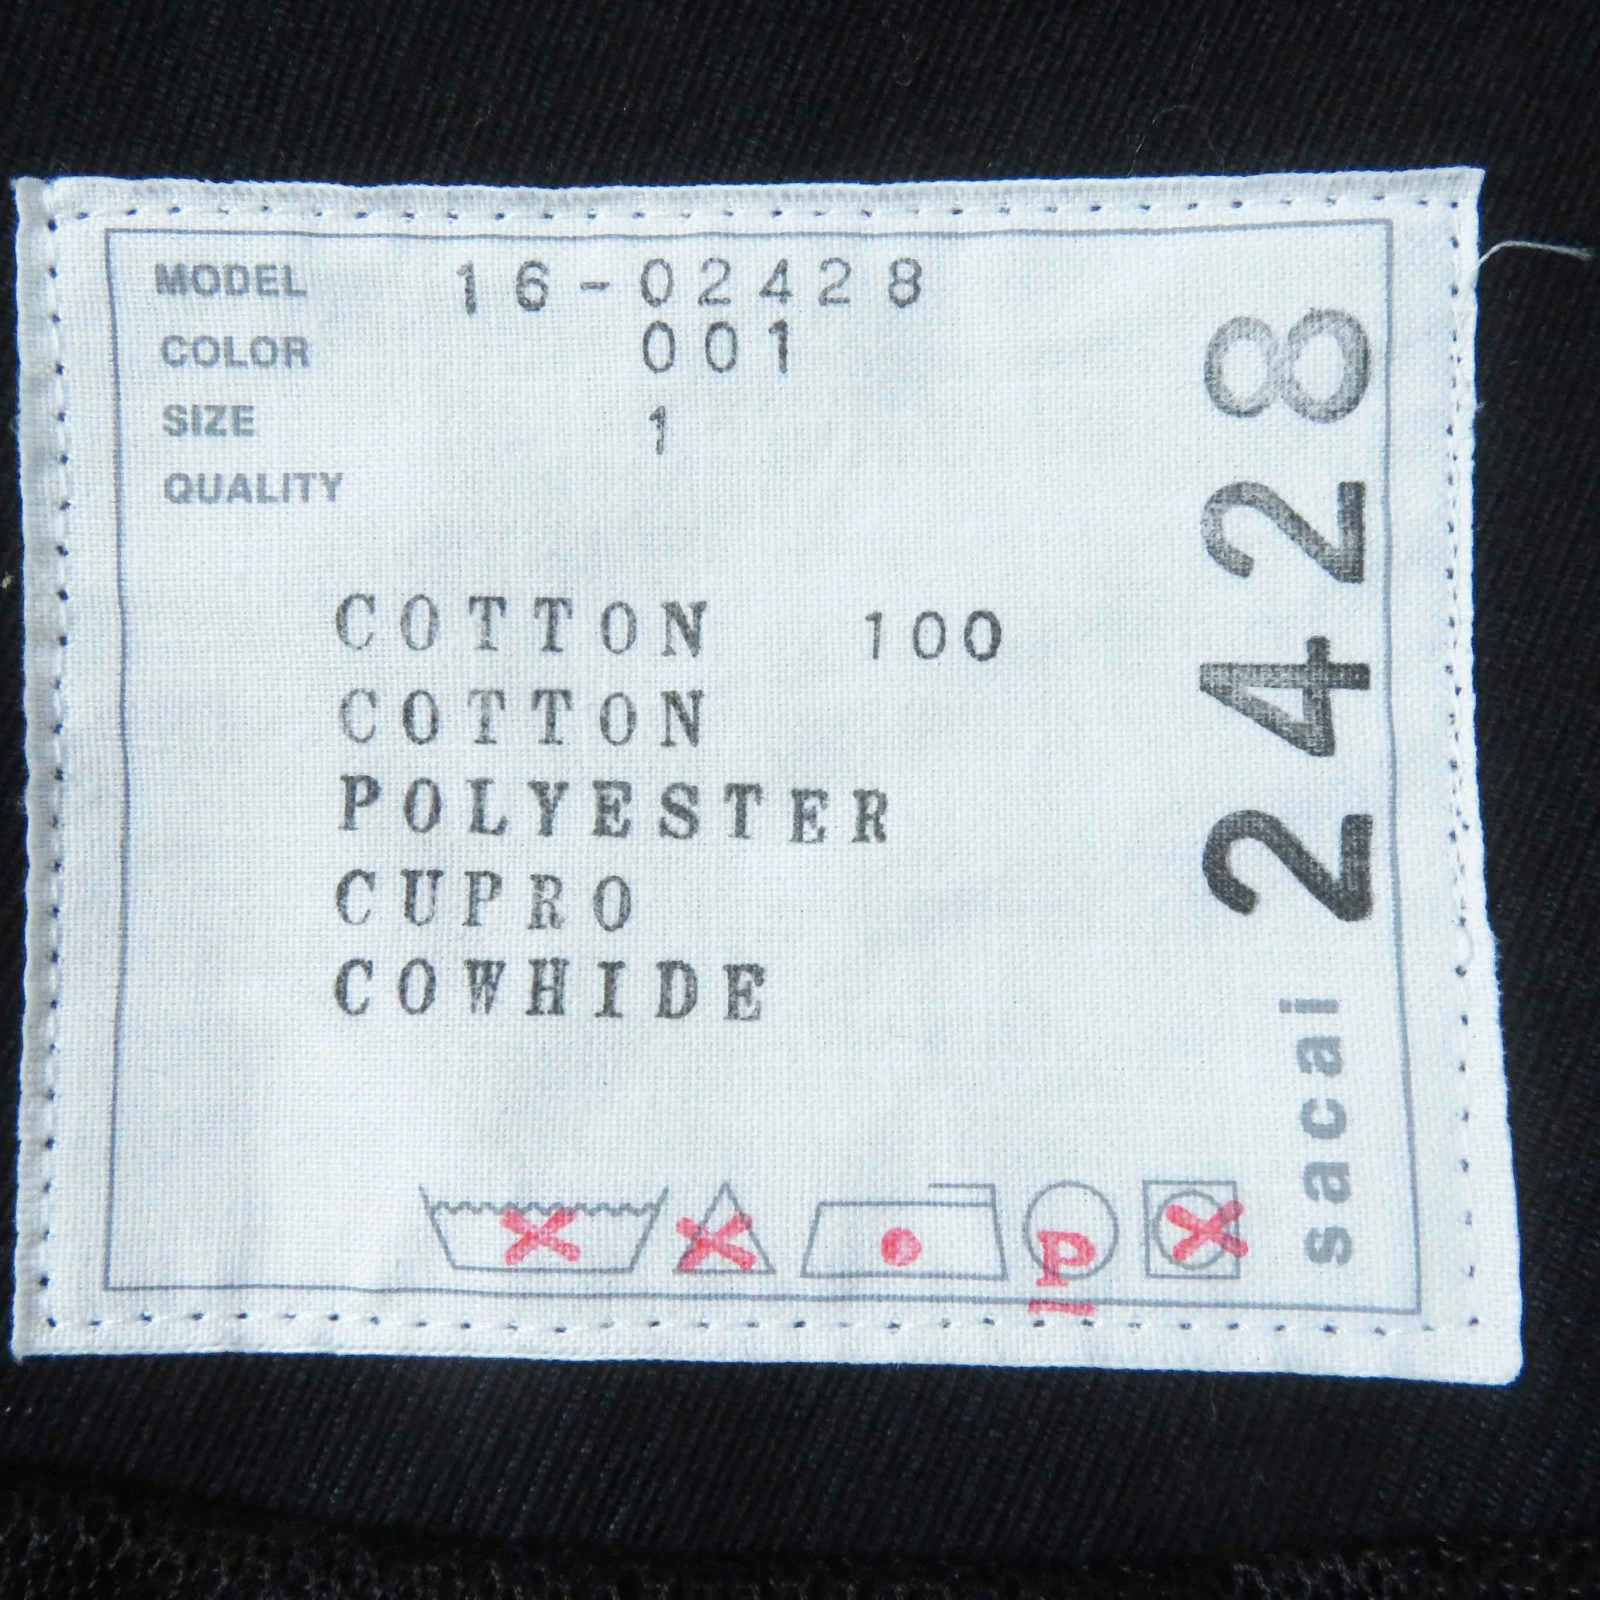 MODEL 16-02428
COLOR 001
SIZE 1
QUALITY
COTTON 100
COTTON
POLYESTER
CUPRO
COWHIDE
P
sacai 2428